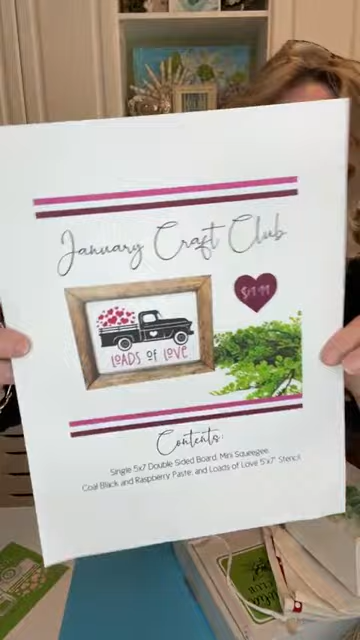 January Craft Club
$19.99
LOADS OF LOVE
Contents:
Single 5x7 Double Sided Board, Mini Squeegee,
Coal Black and Raspberry Paste, and Loads of Love 5"x7" Stencil